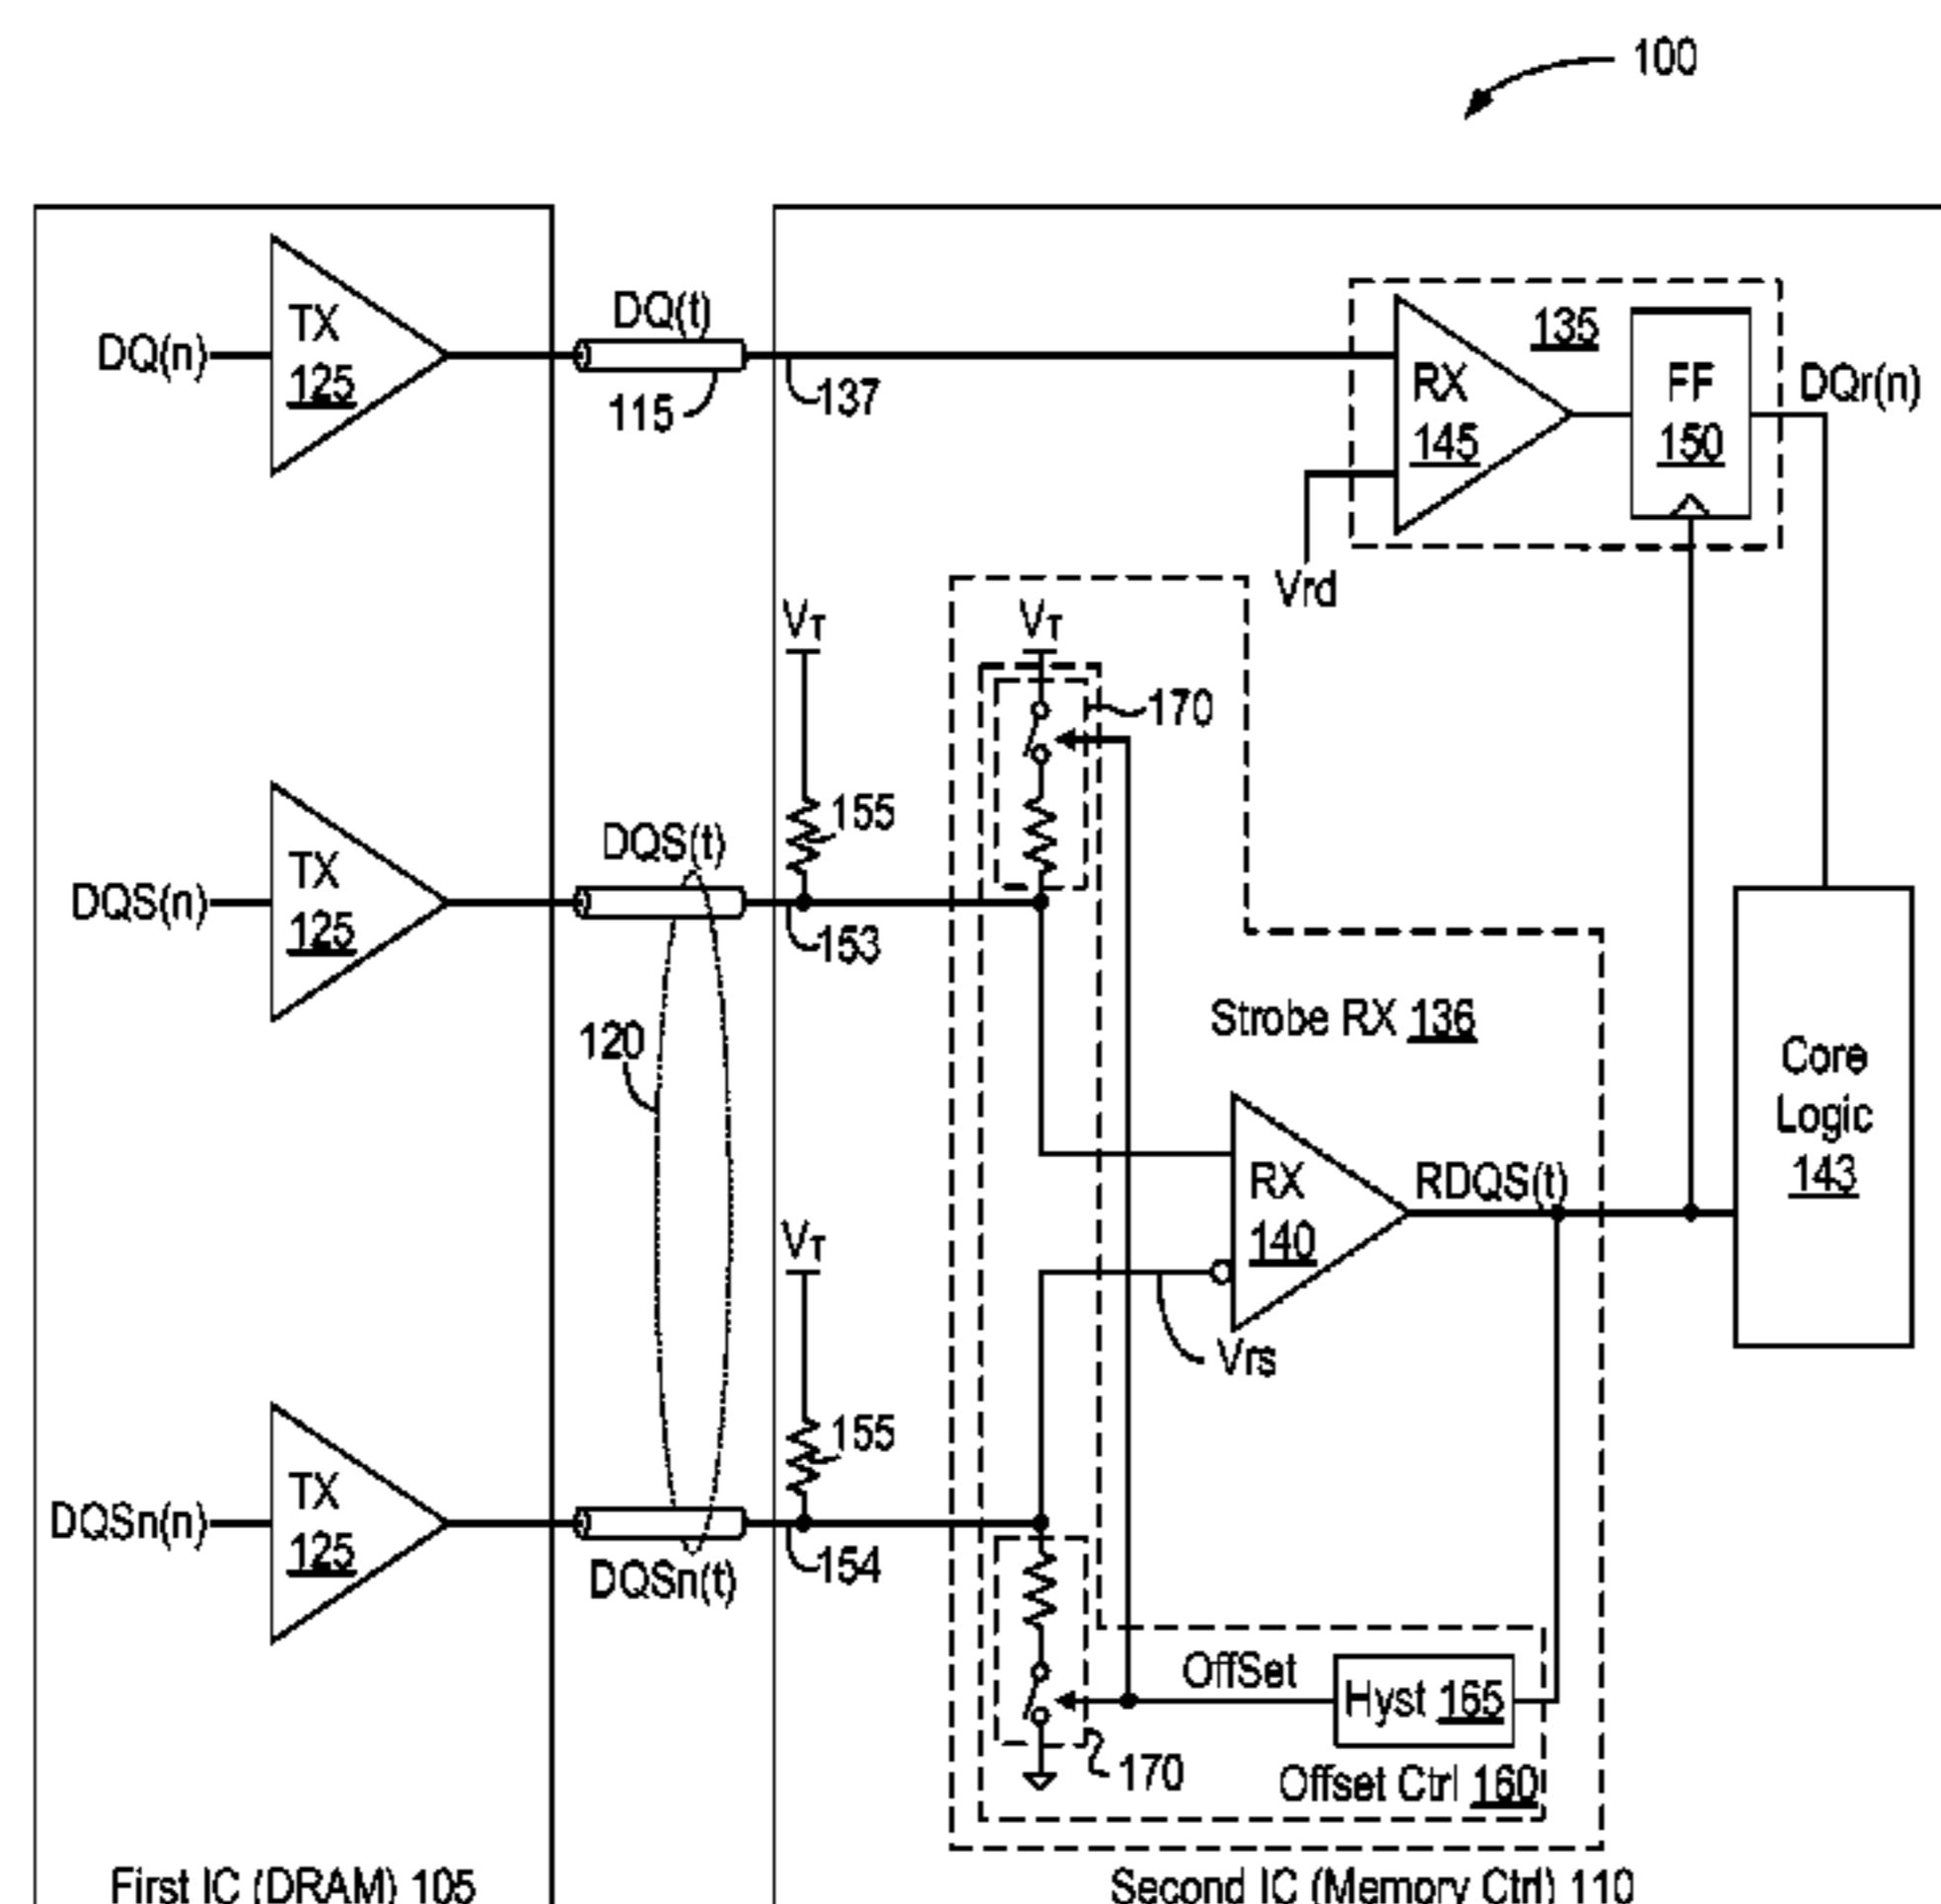 100
DQ(n)
TX
125
DQ(t)
115
137
RX
145
135
FF
150
DQr(n)
Vrd
VT
VT
170
155
DQS(n)
TX
125
DQS(t)
153
120
Strobe RX 136
Core
Logic
143
RX
140
RDQS(t)
Vrs
VT
155
DQSn(n)
TX
125
DQSn(t)
154
OffSet
Hyst 165
170
Offset Ctrl 160
First IC (DRAM) 105
Second IC (Memory Ctrl) 110